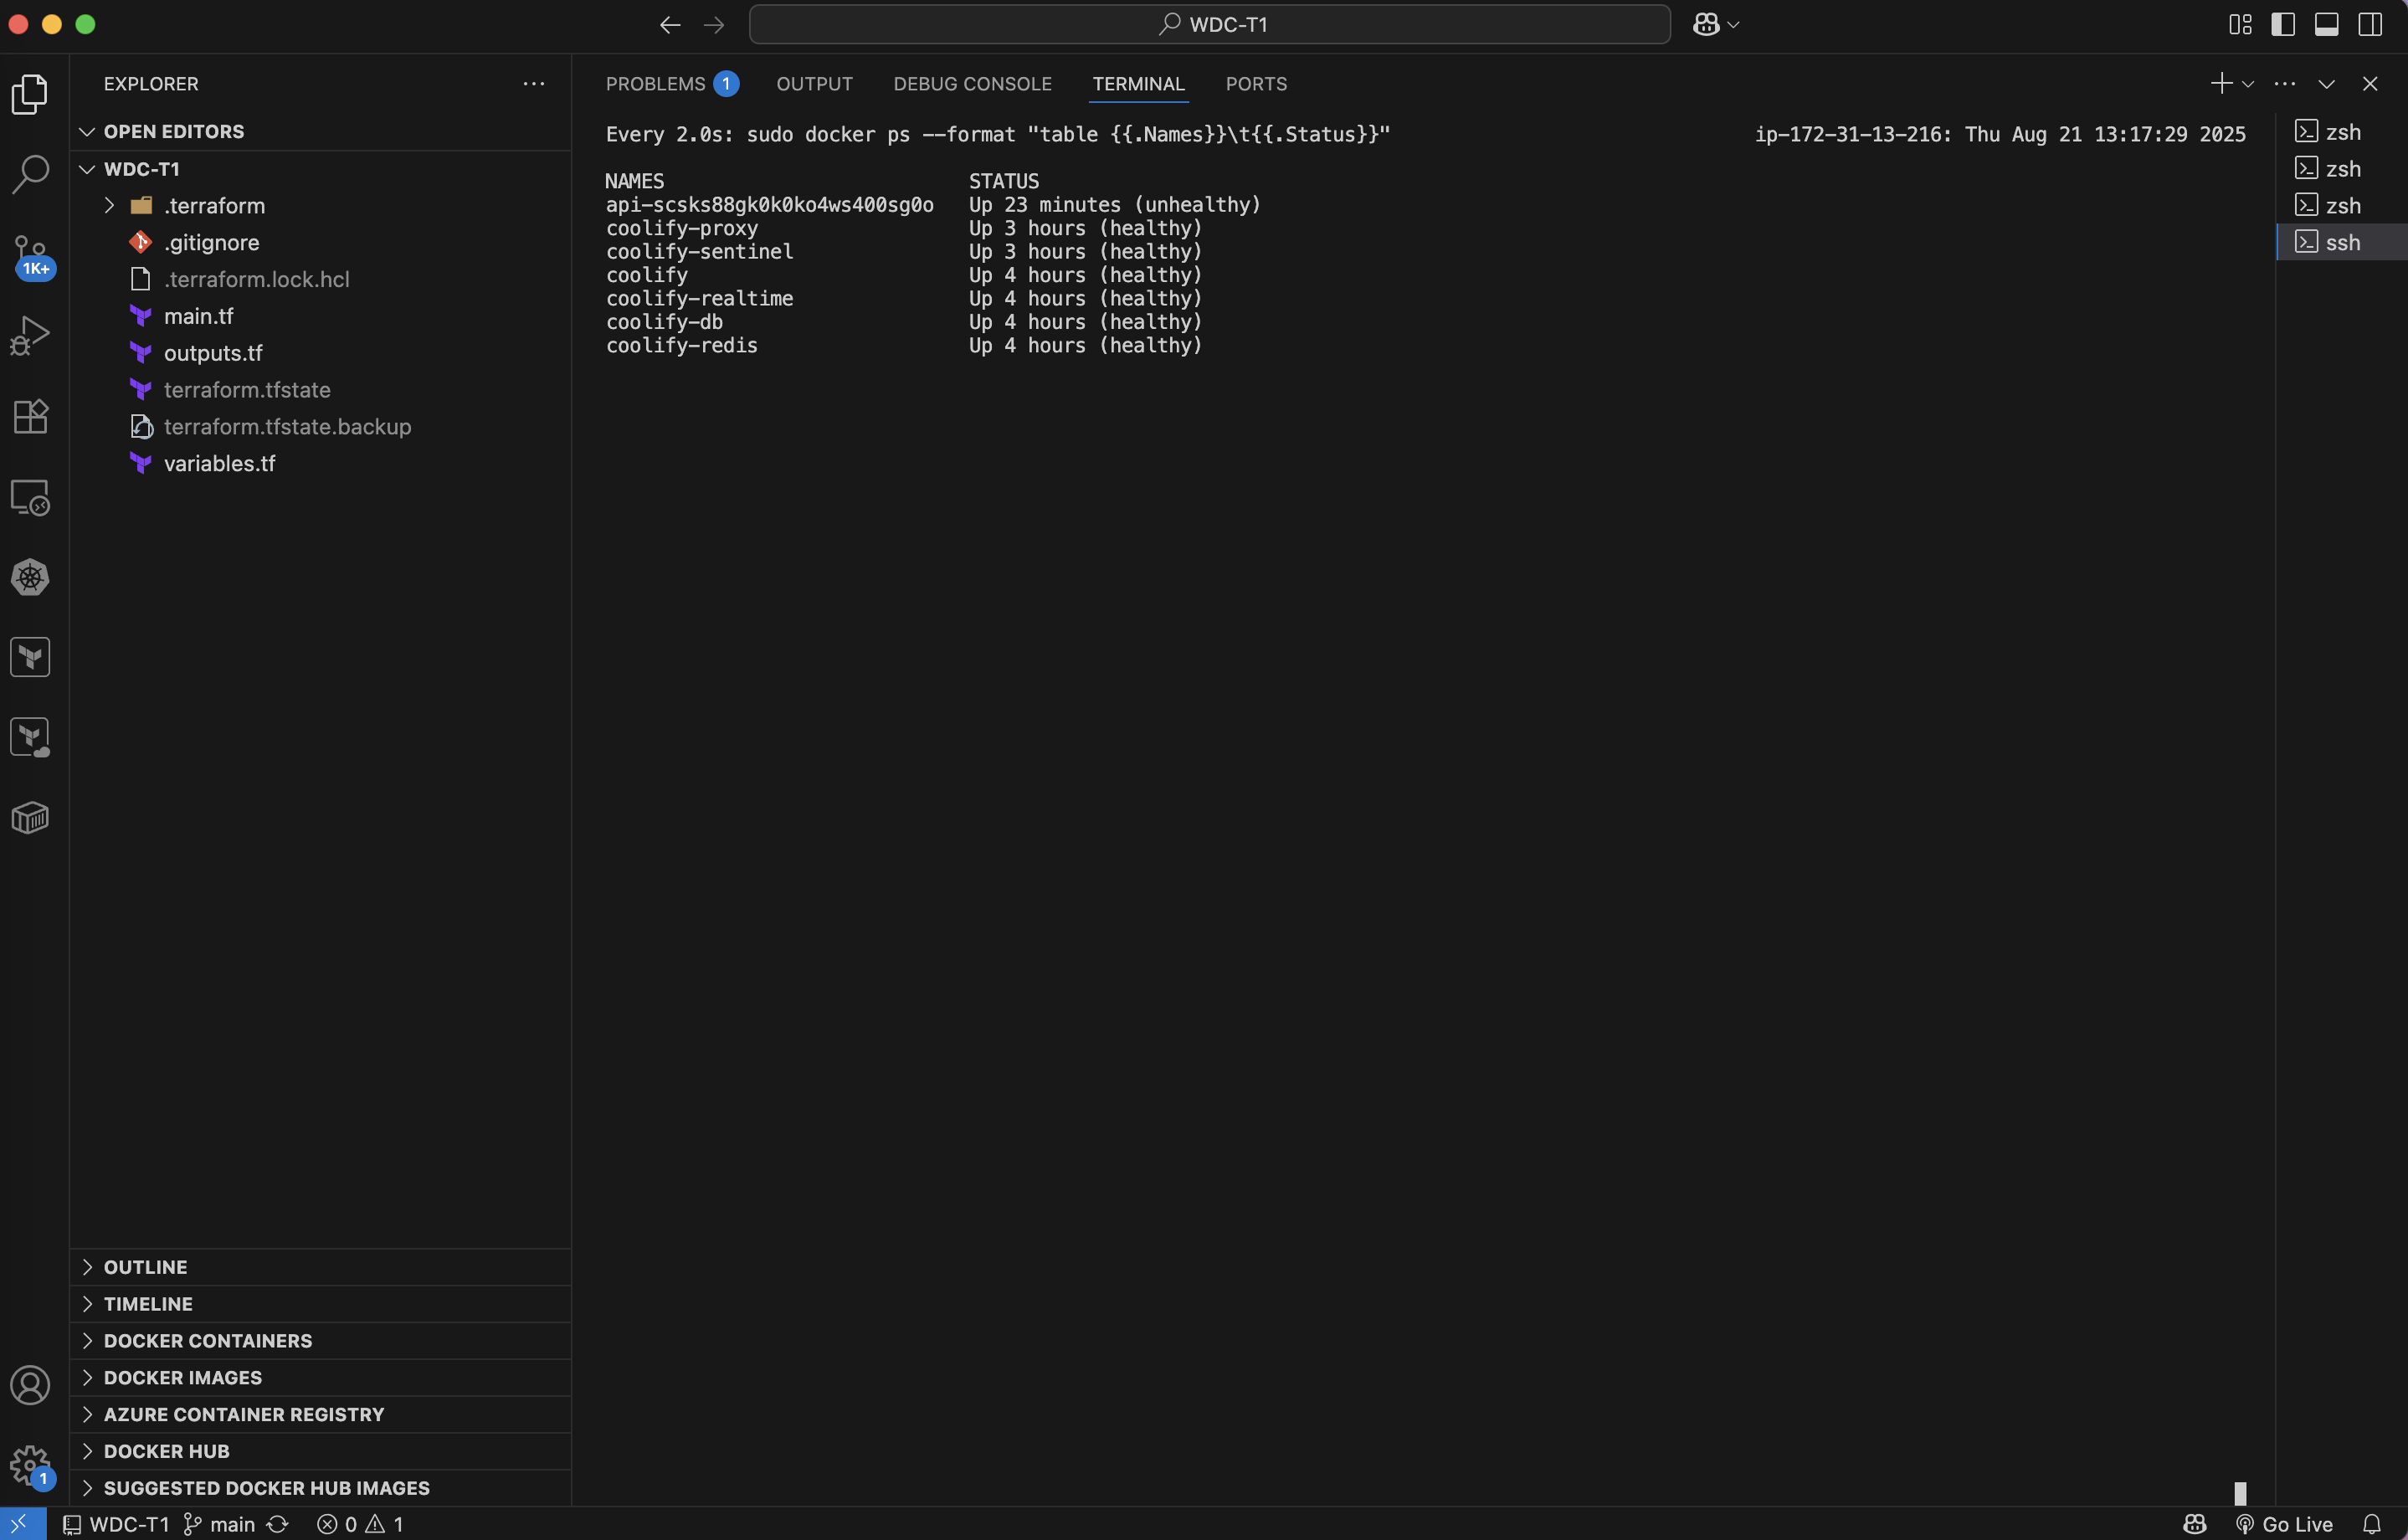 WDC-T1
EXPLORER
OPEN EDITORS
WDC-T1
.terraform
.gitignore
.terraform.lock.hcl
main.tf
outputs.tf
terraform.tfstate
terraform.tfstate.backup
variables.tf
1K+
OUTLINE
TIMELINE
DOCKER CONTAINERS
DOCKER IMAGES
AZURE CONTAINER REGISTRY
DOCKER HUB
SUGGESTED DOCKER HUB IMAGES
1
PROBLEMS 1 OUTPUT DEBUG CONSOLE TERMINAL PORTS
Every 2.0s: sudo docker ps --format "table {{.Names}}\t{{.Status}}" ip-172-31-13-216: Thu Aug 21 13:17:29 2025
NAMES STATUS
api-scsks88gk0k0ko4ws400sg0o Up 23 minutes (unhealthy)
coolify-proxy Up 3 hours (healthy)
coolify-sentinel Up 3 hours (healthy)
coolify Up 4 hours (healthy)
coolify-realtime Up 4 hours (healthy)
coolify-db Up 4 hours (healthy)
coolify-redis Up 4 hours (healthy)
zsh
zsh
zsh
ssh
WDC-T1 main 0 1 Go Live